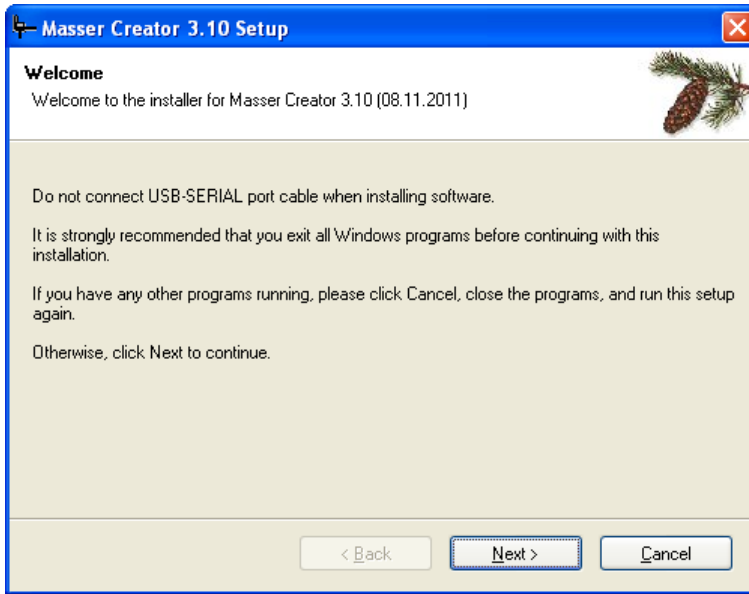 Masser Creator 3.10 Setup
Welcome
Welcome to the installer for Masser Creator 3.10 (08.11.2011)
Do not connect USB-SERIAL port cable when installing software.
It is strongly recommended that you exit all Windows programs before continuing with this
installation.
If you have any other programs running, please click Cancel, close the programs, and run this setup
again.
Otherwise, click Next to continue.
< Back
Next >
Cancel